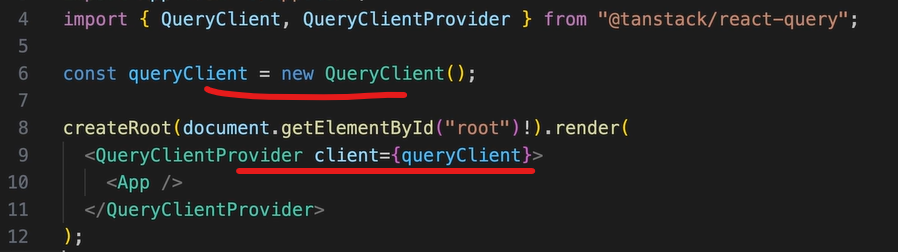 4 import { QueryClient, QueryClientProvider } from "@tanstack/react-query";
5
6 const queryClient = new QueryClient();
7
8 createRoot(document.getElementById("root")!).render(
9 <QueryClientProvider client={queryClient}>
10 <App />
11 </QueryClientProvider>
12 );